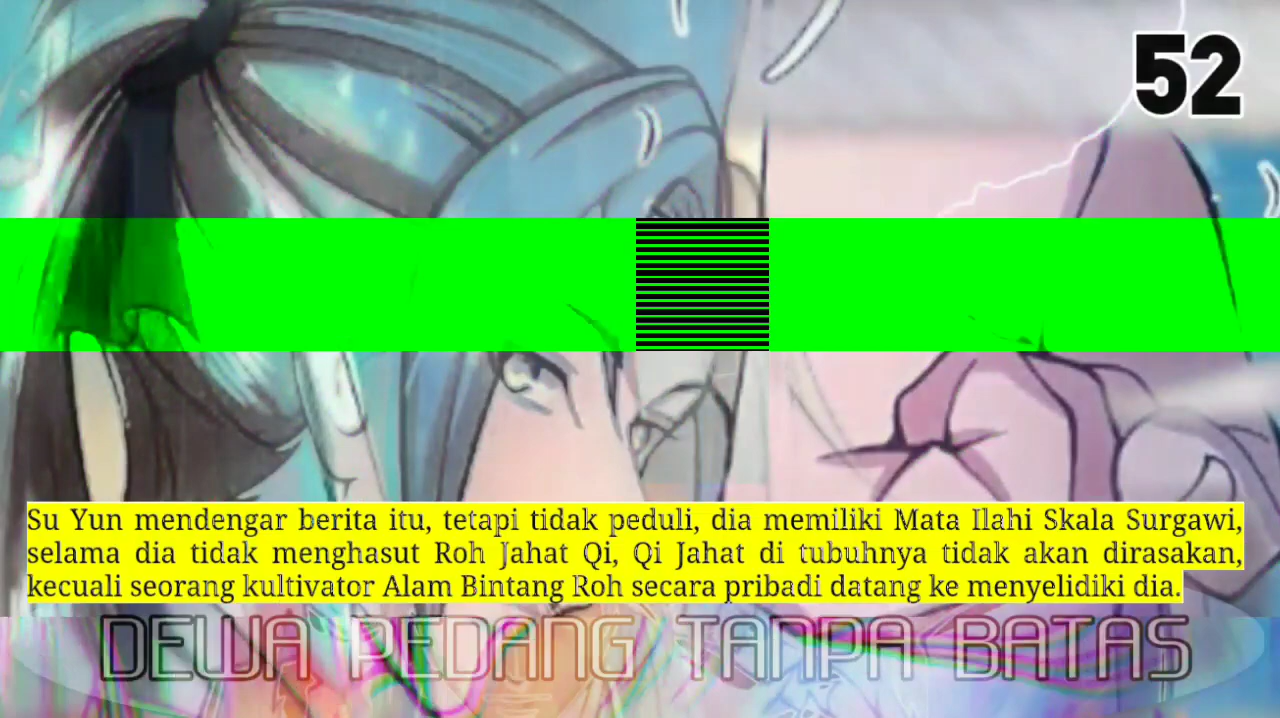 52
Su Yun mendengar berita itu, tetapi tidak peduli, dia memiliki Mata Ilahi Skala Surgawi,
selama dia tidak menghasut Roh Jahat Qi, Qi Jahat di tubuhnya tidak akan dirasakan,
kecuali seorang kultivator Alam Bintang Roh secara pribadi datang ke menyelidiki dia.
DEWA PEDANG TANPA BATAS